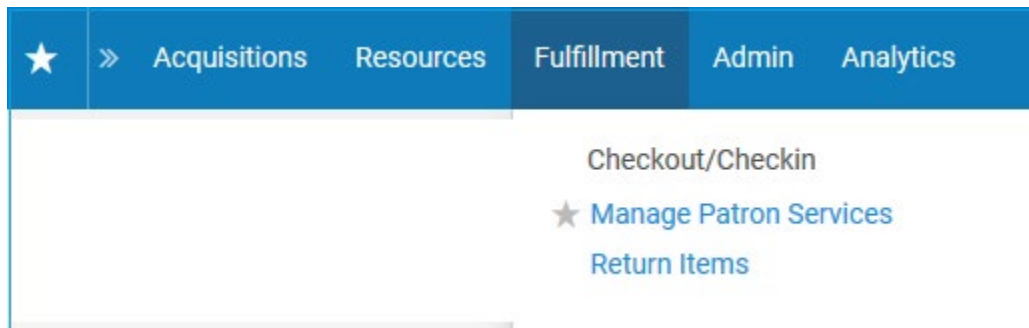 » Acquisitions Resources Fulfillment Admin Analytics
Checkout/Checkin
Manage Patron Services
Return Items